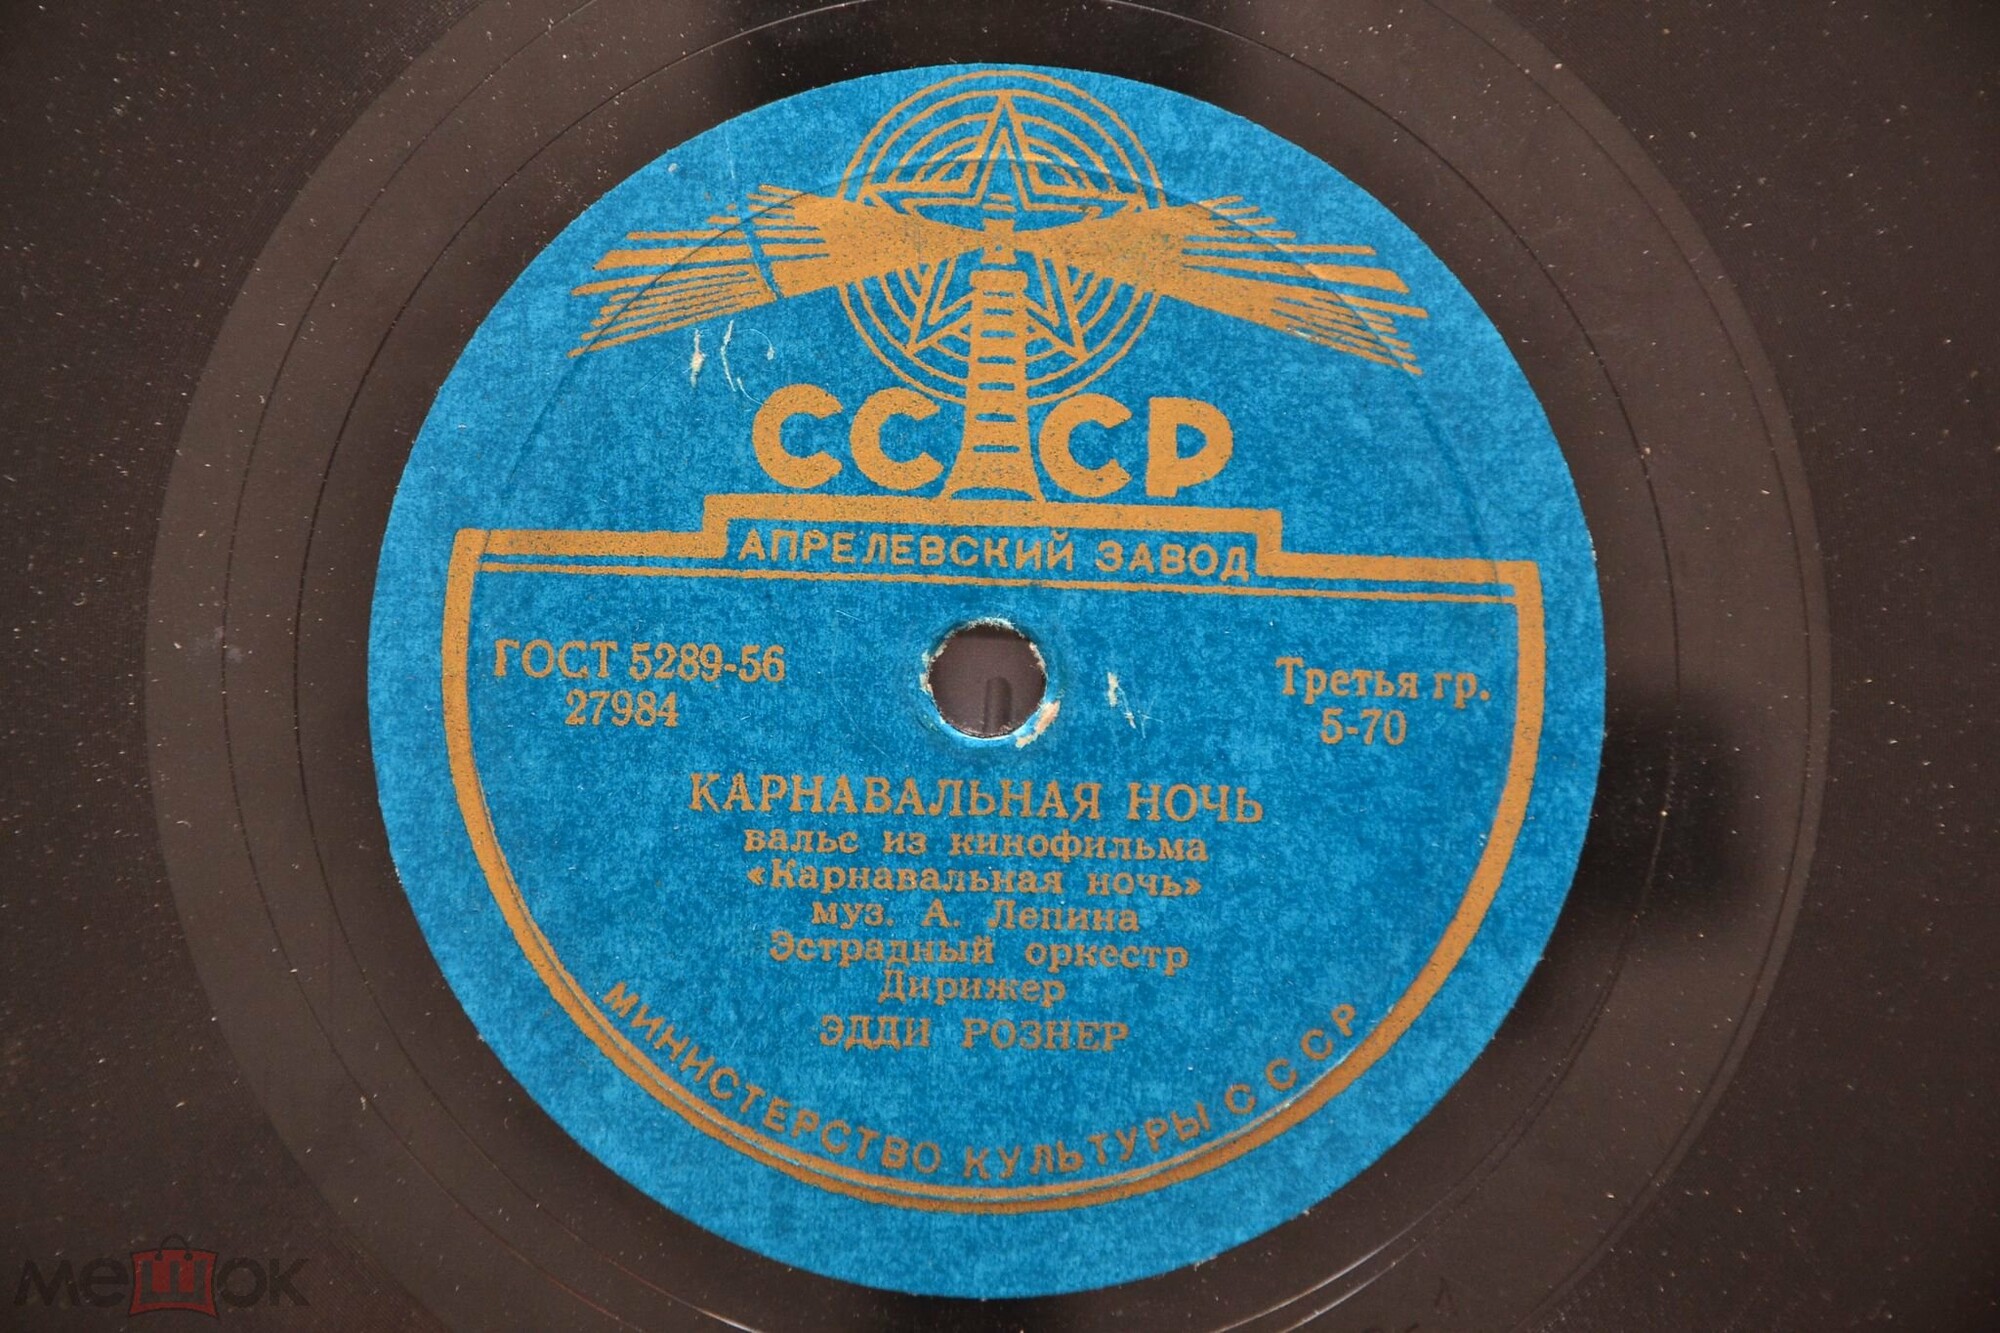 СССР
АПРЕЛЕВСКИЙ ЗАВОД
ГОСТ 5289-56
27984
Третья гр.
5-70
КАРНАВАЛЬНАЯ НОЧЬ
вальс из кинофильма
«Карнавальная ночь»
муз. А. Лепина
Эстрадный оркестр
Дирижер
ЭДДИ РОЗНЕР
МИНИСТЕРСТВО КУЛЬТУРЫ СССР
мешок